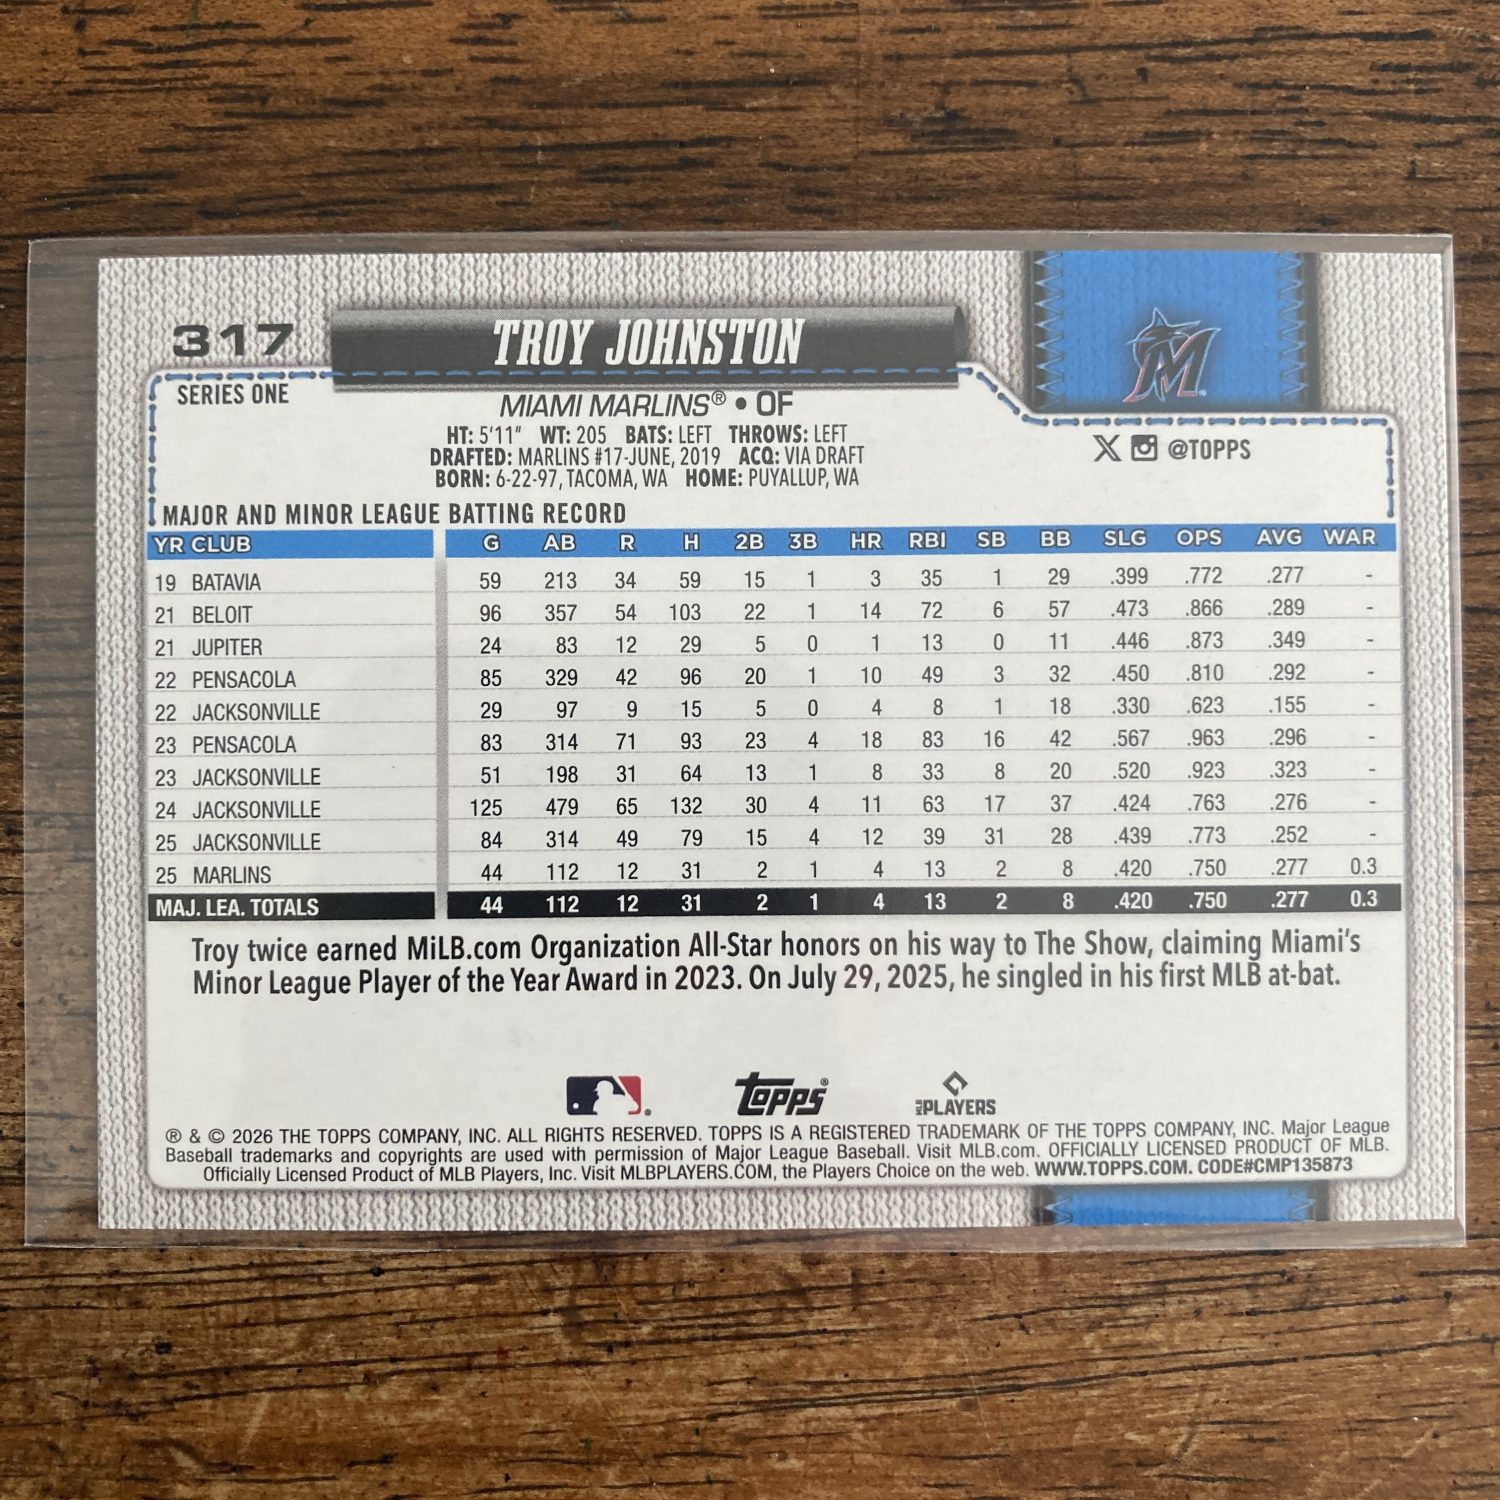 317
TROY JOHNSTON
SERIES ONE
MIAMI MARLINS® • OF
HT: 5'11" WT: 205 BATS: LEFT THROWS: LEFT
DRAFTED: MARLINS #17-JUNE, 2019 ACQ: VIA DRAFT
BORN: 6-22-97, TACOMA, WA HOME: PUYALLUP, WA
@TOPPS
MAJOR AND MINOR LEAGUE BATTING RECORD
YR CLUB G AB R H 2B 3B HR RBI SB BB SLG OPS AVG WAR
19 BATAVIA 59 213 34 59 15 1 3 35 1 29 .399 .772 .277 -
21 BELOIT 96 357 54 103 22 1 14 72 6 57 .473 .866 .289 -
21 JUPITER 24 83 12 29 5 0 1 13 0 11 .446 .873 .349 -
22 PENSACOLA 85 329 42 96 20 1 10 49 3 32 .450 .810 .292 -
22 JACKSONVILLE 29 97 9 15 5 0 4 8 1 18 .330 .623 .155 -
23 PENSACOLA 83 314 71 93 23 4 18 83 16 42 .567 .963 .296 -
23 JACKSONVILLE 51 198 31 64 13 1 8 33 8 20 .520 .923 .323 -
24 JACKSONVILLE 125 479 65 132 30 4 11 63 17 37 .424 .763 .276 -
25 JACKSONVILLE 84 314 49 79 15 4 12 39 31 28 .439 .773 .252 -
25 MARLINS 44 112 12 31 2 1 4 13 2 8 .420 .750 .277 0.3
MAJ. LEA. TOTALS 44 112 12 31 2 1 4 13 2 8 .420 .750 .277 0.3
Troy twice earned MiLB.com Organization All-Star honors on his way to The Show, claiming Miami's
Minor League Player of the Year Award in 2023. On July 29, 2025, he singled in his first MLB at-bat.
Topps® MLB PLAYERS
® & © 2026 THE TOPPS COMPANY, INC. ALL RIGHTS RESERVED. TOPPS IS A REGISTERED TRADEMARK OF THE TOPPS COMPANY, INC. Major League
Baseball trademarks and copyrights are used with permission of Major League Baseball. Visit MLB.com. OFFICIALLY LICENSED PRODUCT OF MLB.
Officially Licensed Product of MLB Players, Inc. Visit MLBPLAYERS.COM, the Players Choice on the web. WWW.TOPPS.COM. CODE#CMP135873